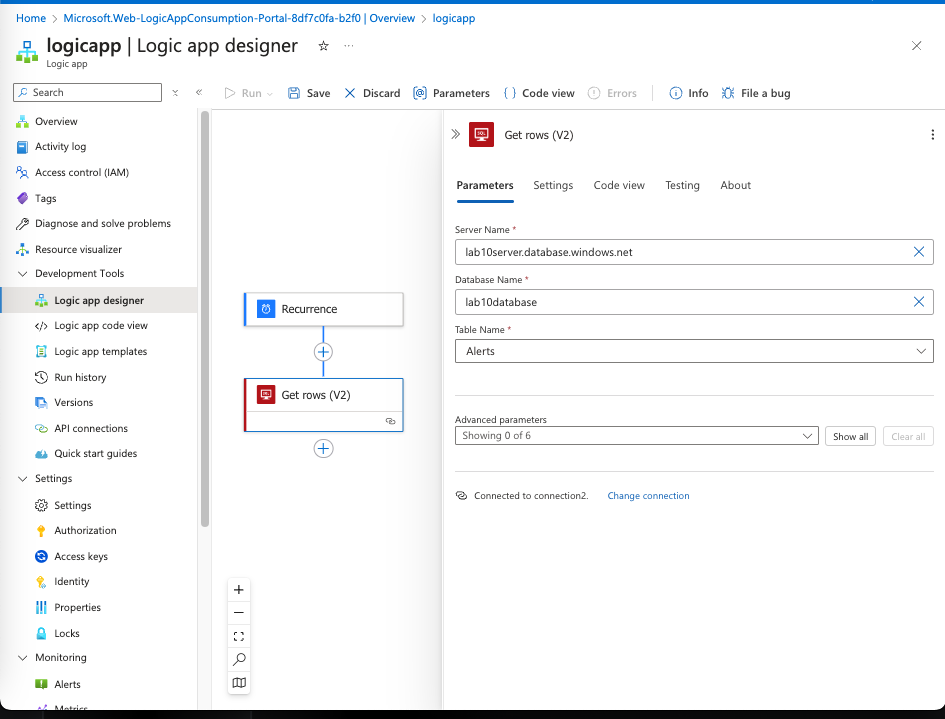 Home > Microsoft.Web-LogicAppConsumption-Portal-8df7c0fa-b2f0 | Overview > logicapp
logicapp | Logic app designer
Logic app
Search
Run
Save
Discard
Parameters
Code view
Errors
Info
File a bug
Overview
Activity log
Access control (IAM)
Tags
Diagnose and solve problems
Resource visualizer
Development Tools
Logic app designer
Logic app code view
Logic app templates
Run history
Versions
API connections
Quick start guides
Settings
Settings
Authorization
Access keys
Identity
Properties
Locks
Monitoring
Alerts
Metrics
Recurrence
Get rows (V2)
SQL
Get rows (V2)
Parameters
Settings
Code view
Testing
About
Server Name *
lab10server.database.windows.net
Database Name *
lab10database
Table Name *
Alerts
Advanced parameters
Showing 0 of 6
Show all
Clear all
Connected to connection2.
Change connection